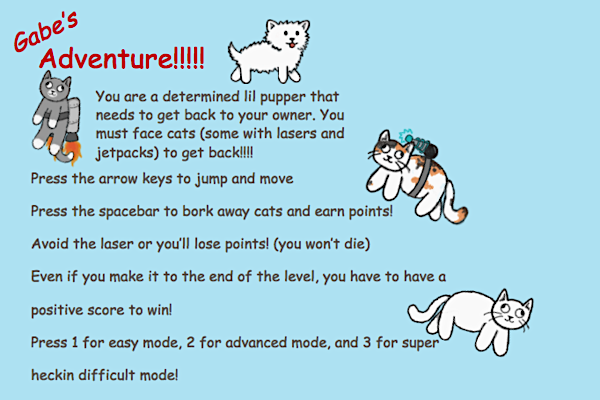 Gabe's
Adventure!!!!!
You are a determined lil pupper that
needs to get back to your owner. You
must face cats (some with lasers and
jetpacks) to get back!!!!
Press the arrow keys to jump and move
Press the spacebar to bork away cats and earn points!
Avoid the laser or you'll lose points! (you won't die)
Even if you make it to the end of the level, you have to have a
positive score to win!
Press 1 for easy mode, 2 for advanced mode, and 3 for super
heckin difficult mode!